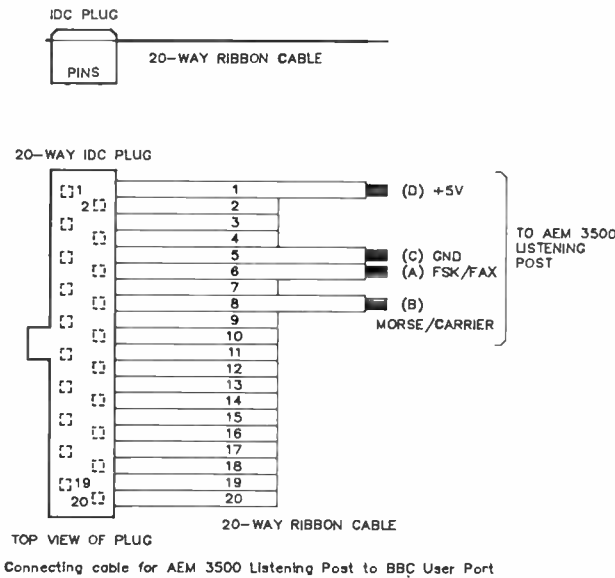 IDC PLUG
20-WAY RIBBON CABLE
PINS
20-WAY IDC PLUG
1 1 (D) +5V
2 2
3
4
TO AEM 3500
LISTENING
POST
5 (C) GND
6 (A) FSK/FAX
7
8 (B)
MORSE/CARRIER
9
10
11
12
13
14
15
16
17
18
19 19
20 20
20-WAY RIBBON CABLE
TOP VIEW OF PLUG
Connecting cable for AEM 3500 Listening Post to BBC User Port